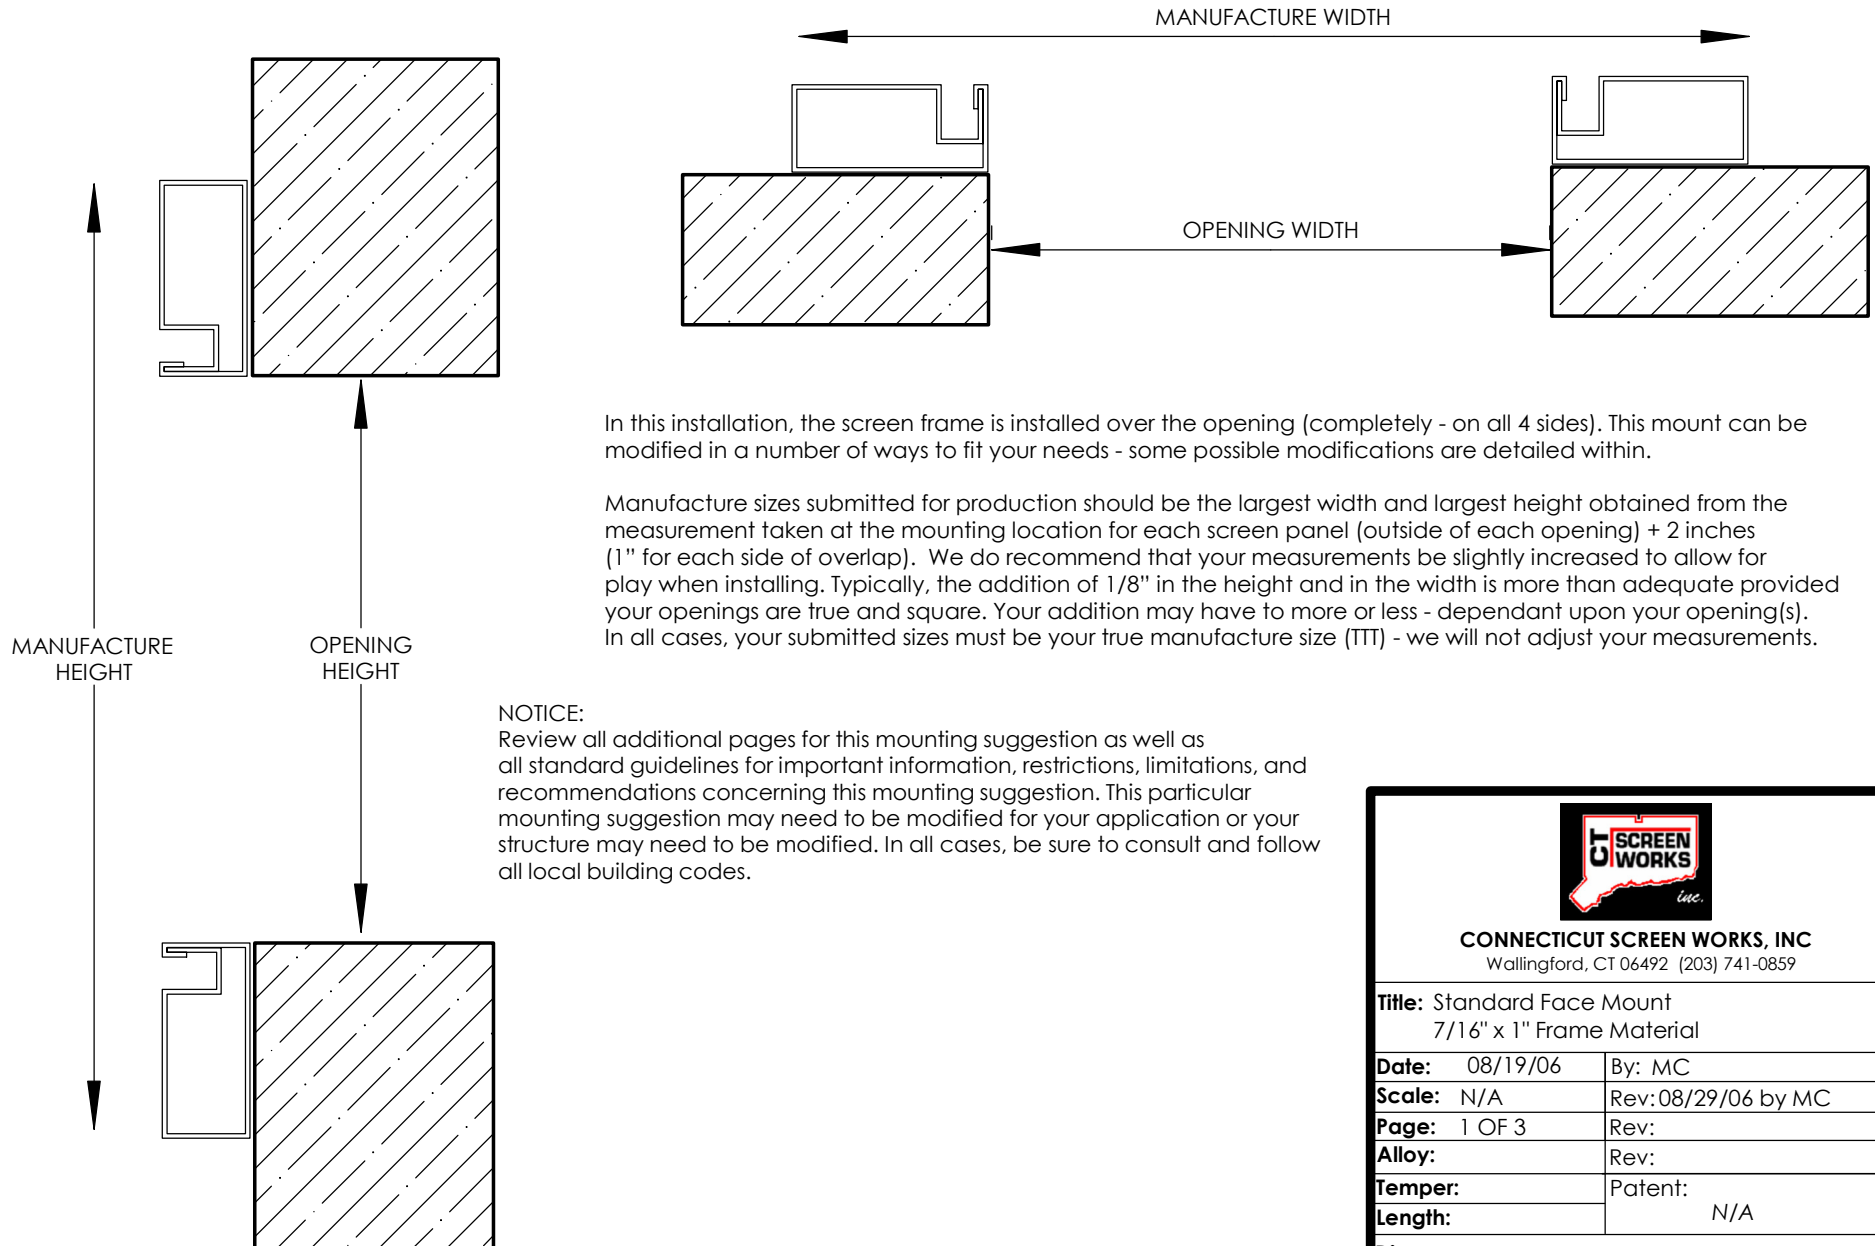 MANUFACTURE WIDTH
OPENING WIDTH
In this installation, the screen frame is installed over the opening (completely - on all 4 sides). This mount can be
modified in a number of ways to fit your needs - some possible modifications are detailed within.
Manufacture sizes submitted for production should be the largest width and largest height obtained from the
measurement taken at the mounting location for each screen panel (outside of each opening) + 2 inches
(1” for each side of overlap).  We do recommend that your measurements be slightly increased to allow for
play when installing. Typically, the addition of 1/8” in the height and in the width is more than adequate provided
your openings are true and square. Your addition may have to more or less - dependant upon your opening(s).
In all cases, your submitted sizes must be your true manufacture size (TTT) - we will not adjust your measurements.
MANUFACTURE
HEIGHT
OPENING
HEIGHT
NOTICE:
Review all additional pages for this mounting suggestion as well as
all standard guidelines for important information, restrictions, limitations, and
recommendations concerning this mounting suggestion. This particular
mounting suggestion may need to be modified for your application or your
structure may need to be modified. In all cases, be sure to consult and follow
all local building codes.
CT SCREEN
WORKS
inc.
CONNECTICUT SCREEN WORKS, INC
Wallingford, CT 06492  (203) 741-0859
Title: Standard Face Mount
7/16" x 1" Frame Material
Date: 08/19/06 By: MC
Scale: N/A Rev: 08/29/06 by MC
Page: 1 OF 3 Rev:
Alloy: Rev:
Temper: Patent:
N/A
Length: